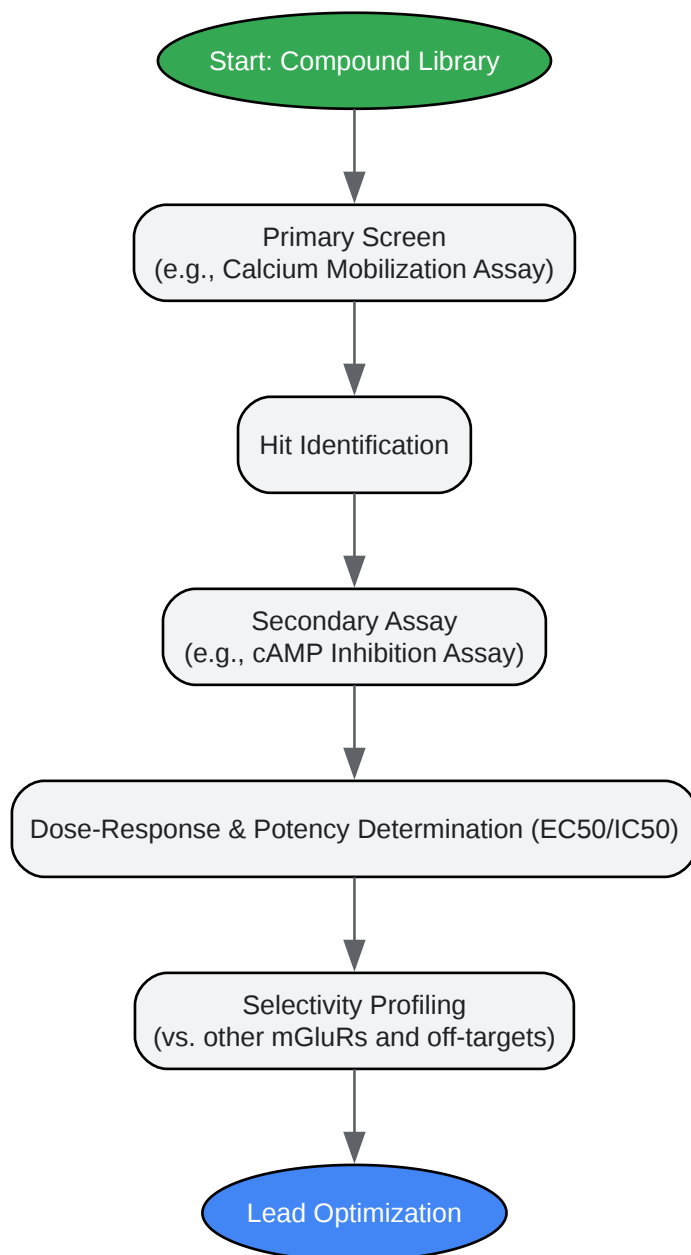 Start: Compound Library
Primary Screen
(e.g., Calcium Mobilization Assay)
Hit Identification
Secondary Assay
(e.g., cAMP Inhibition Assay)
Dose-Response & Potency Determination (EC50/IC50)
Selectivity Profiling
(vs. other mGluRs and off-targets)
Lead Optimization